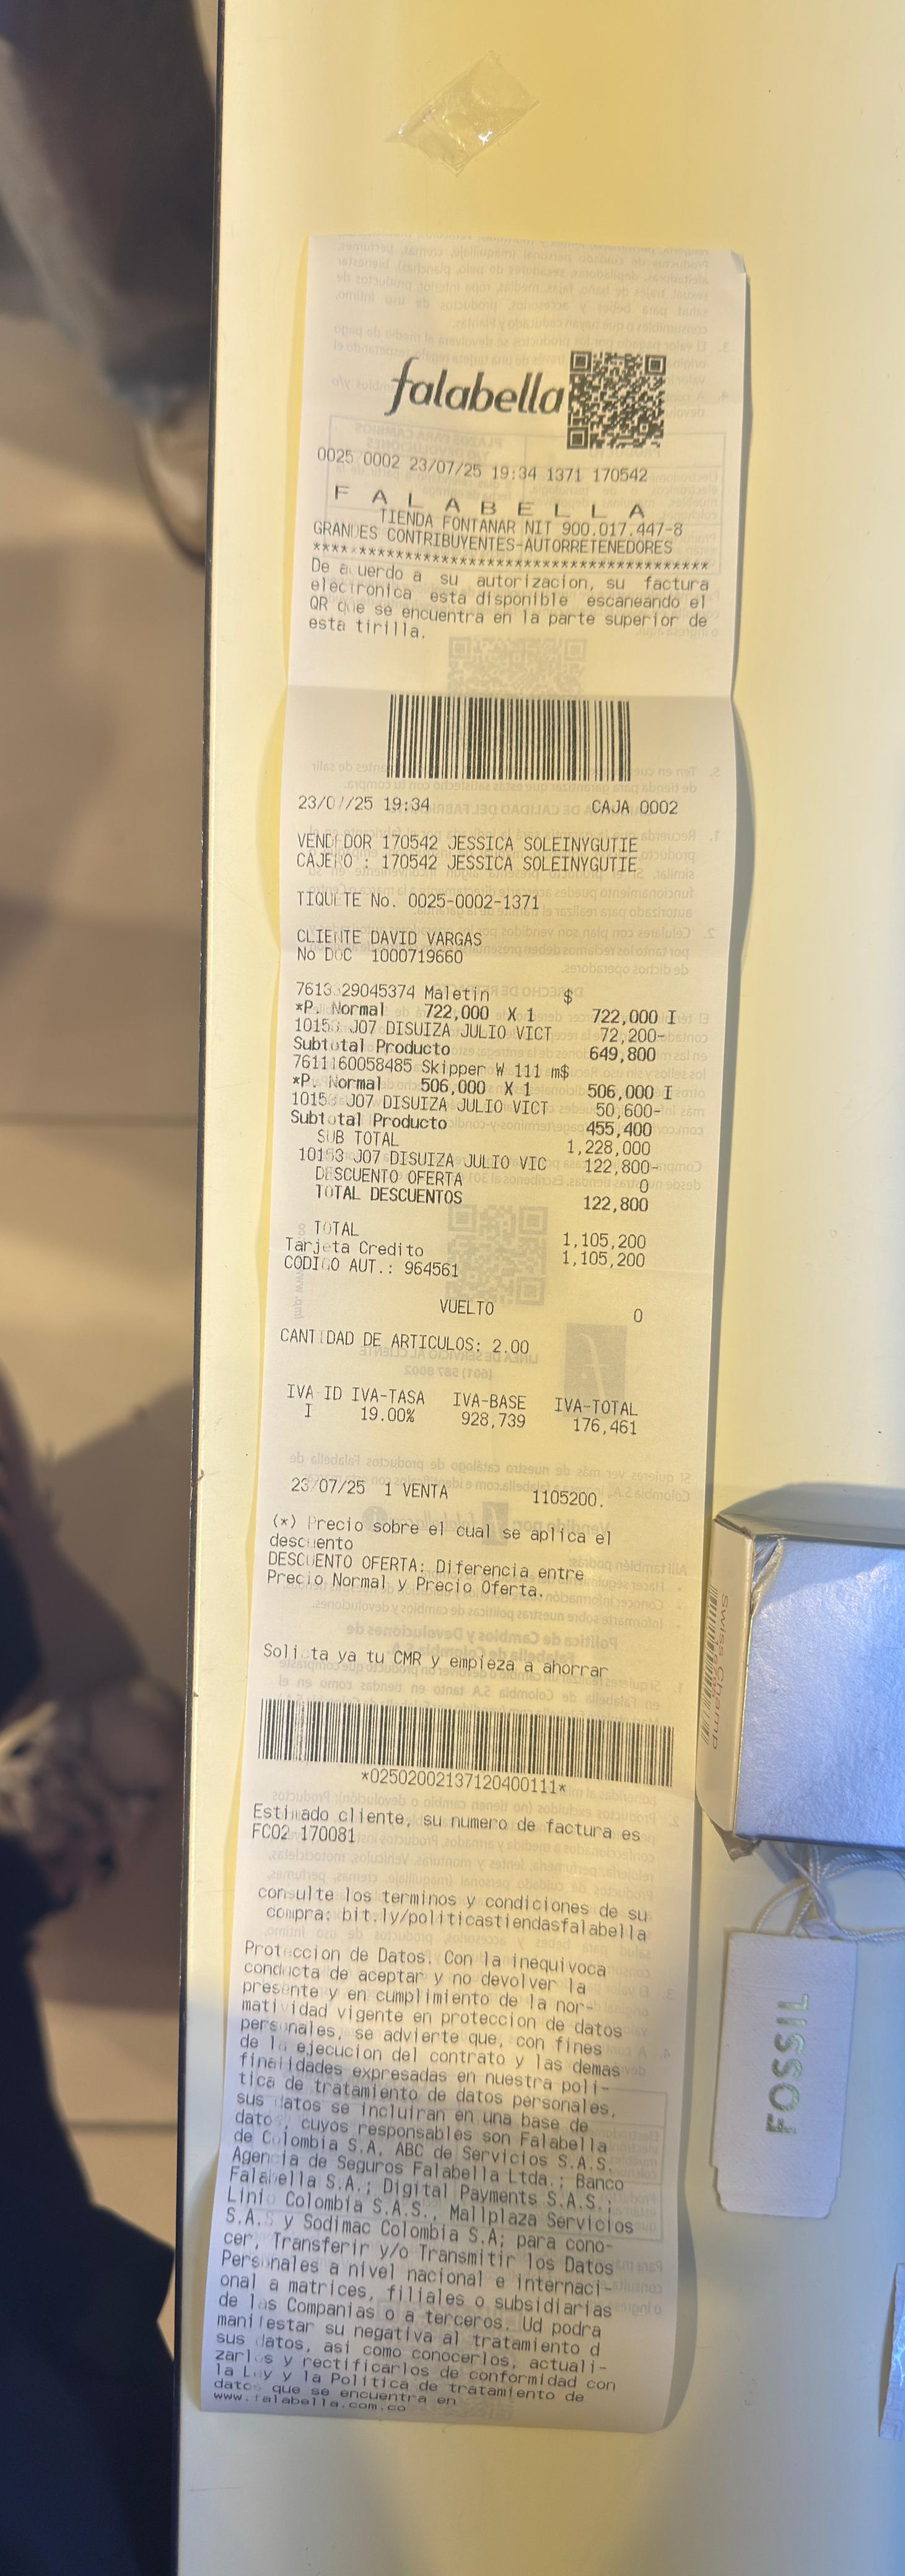 falabella
0025 0002 23/07/25 19:34 1371 170542
F A L A B E L L A
TIENDA FONTANAR NIT 900.017.447-8
GRANDES CONTRIBUYENTES-AUTORRETENEDORES
*******************************************
De acuerdo a su autorizacion, su factura
electronica esta disponible escaneando el
QR que se encuentra en la parte superior de
esta tirilla.
23/07/25 19:34 CAJA 0002
VENDEDOR 170542 JESSICA SOLEINYGUTIE
CAJERO : 170542 JESSICA SOLEINYGUTIE
TIQUETE No. 0025-0002-1371
CLIENTE DAVID VARGAS
No DOC 1000719660
Maletin $
*P. Normal 722,000 X 1 722,000 I
10153 J07 DISUIZA JULIO VICT 72,200-
Subtotal Producto 649,800
7611160058485 Skipper W 111 m$
*P. Normal 506,000 X 1 506,000 I
10153 J07 DISUIZA JULIO VICT 50,600-
Subtotal Producto 455,400
SUB TOTAL 1,228,000
10153 J07 DISUIZA JULIO VIC 122,800-
DESCUENTO OFERTA 0
TOTAL DESCUENTOS 122,800
TOTAL 1,105,200
Tarjeta Credito 1,105,200
CODIGO AUT.: 964561
VUELTO 0
CANTIDAD DE ARTICULOS: 2.00
IVA ID IVA-TASA IVA-BASE IVA-TOTAL
I 19.00% 928,739 176,461
23/07/25 1 VENTA 1105200.
(*) Precio sobre el cual se aplica el
descuento
DESCUENTO OFERTA: Diferencia entre
Precio Normal y Precio Oferta.
Solicita ya tu CMR y empieza a ahorrar
*02502002137120400111*
Estimado cliente, su numero de factura es
FC02 170081
consulte los terminos y condiciones de su
compra: bit.ly/politicastiendasfalabella
Proteccion de Datos. Con la inequivoca
conducta de aceptar y no devolver la
presente y en cumplimiento de la nor-
matividad vigente en proteccion de datos
personales, se advierte que, con fines
de la ejecucion del contrato y las demas
finalidades expresadas en nuestra poli-
tica de tratamiento de datos personales,
sus datos se incluiran en una base de
datos, cuyos responsables son Falabella
de Colombia S.A. ABC de Servicios S.A.S.
Agencia de Seguros Falabella Ltda.; Banco
Falabella S.A.; Digital Payments S.A.S.;
Linio Colombia S.A.S., Mallplaza Servicios
S.A.S y Sodimac Colombia S.A; para cono-
cer, Transferir y/o Transmitir los Datos
Personales a nivel nacional e internaci-
onal a matrices, filiales o subsidiarias
de las Companias o a terceros. Ud podra
manifestar su negativa al tratamiento d
sus datos, asi como conocerlos, actuali-
zarlos y rectificarlos de conformidad con
la Ley y la Politica de tratamiento de
datos que se encuentra en
www.falabella.com.co
Swiss Champ
FOSSIL